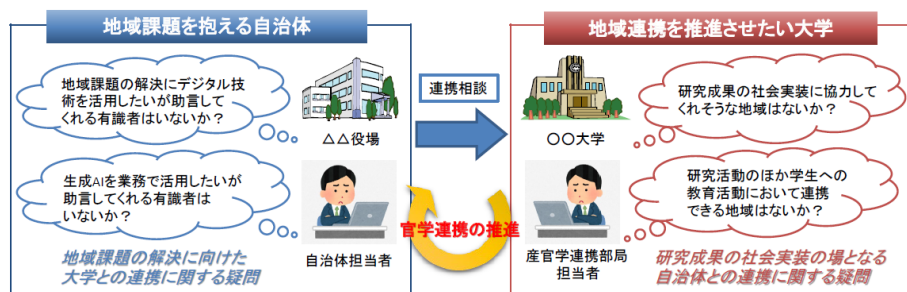 地域課題を抱える自治体
地域課題の解決にデジタル技
術を活用したいが助言して
くれる有識者はいないか？
△△役場
生成AIを業務で活用したいが
助言してくれる有識者は
いないか？
自治体担当者
地域課題の解決に向けた
大学との連携に関する疑問
連携相談
官学連携の推進
地域連携を推進させたい大学
〇〇大学
研究成果の社会実装に協力して
くれそうな地域はないか？
産官学連携部局
担当者
研究活動のほか学生への
教育活動において連携
できる地域はないか？
研究成果の社会実装の場となる
自治体との連携に関する疑問